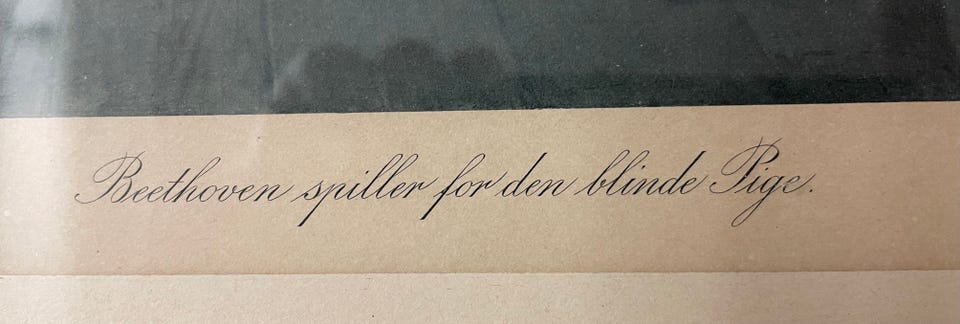 Beethoven spiller for den blinde Pige.